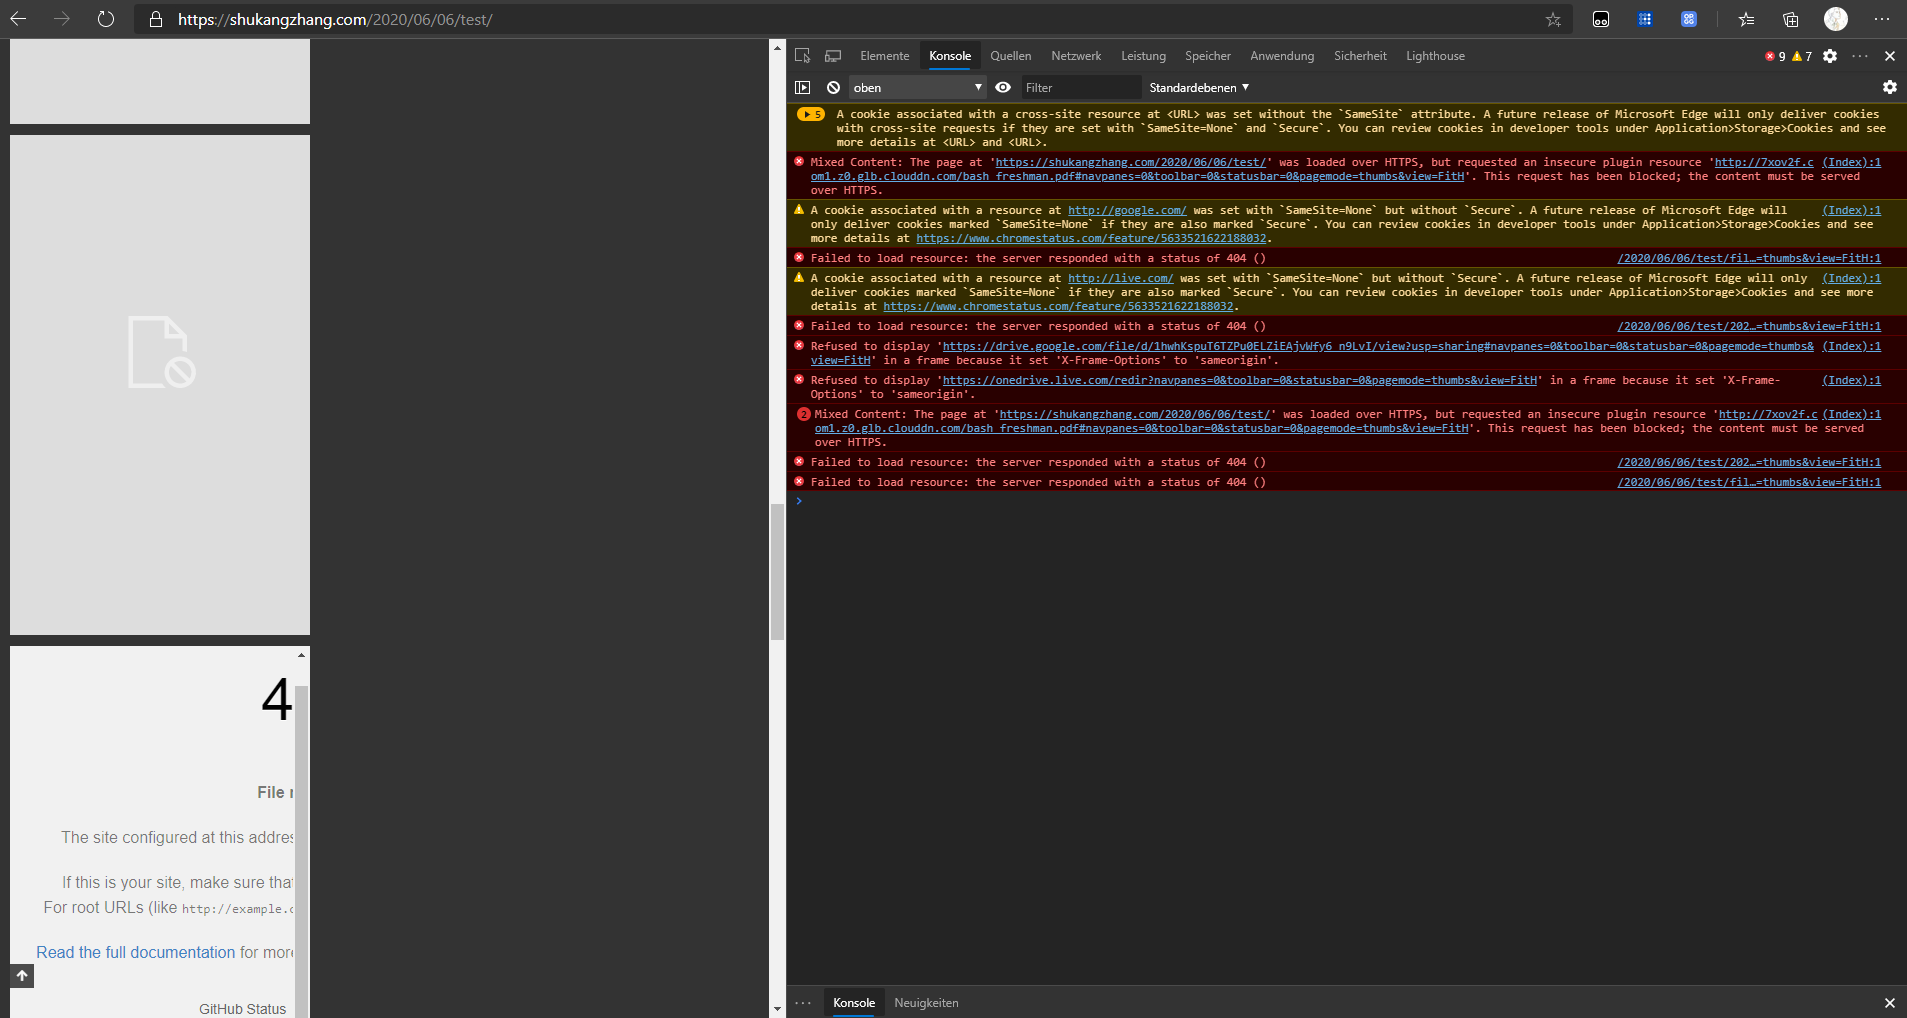 https://shukangzhang.com/2020/06/06/test/
4
File r
The site configured at this addres
If this is your site, make sure that
For root URLs (like http://example.c
Read the full documentation for more
GitHub Status
Elemente Konsole Quellen Netzwerk Leistung Speicher Anwendung Sicherheit Lighthouse 9 7
oben Filter Standardebenen
5 A cookie associated with a cross-site resource at <URL> was set without the `SameSite` attribute. A future release of Microsoft Edge will only deliver cookies
with cross-site requests if they are set with `SameSite=None` and `Secure`. You can review cookies in developer tools under Application>Storage>Cookies and see
more details at <URL> and <URL>.
Mixed Content: The page at 'https://shukangzhang.com/2020/06/06/test/' was loaded over HTTPS, but requested an insecure plugin resource 'http://7xov2f.c (Index):1
om1.z0.glb.clouddn.com/bash_freshman.pdf#navpanes=0&toolbar=0&statusbar=0&pagemode=thumbs&view=FitH'. This request has been blocked; the content must be served
over HTTPS.
A cookie associated with a resource at http://google.com/ was set with `SameSite=None` but without `Secure`. A future release of Microsoft Edge will (Index):1
only deliver cookies marked `SameSite=None` if they are also marked `Secure`. You can review cookies in developer tools under Application>Storage>Cookies and see
more details at https://www.chromestatus.com/feature/5633521622188032.
Failed to load resource: the server responded with a status of 404 () /2020/06/06/test/fil…=thumbs&view=FitH:1
A cookie associated with a resource at http://live.com/ was set with `SameSite=None` but without `Secure`. A future release of Microsoft Edge will only (Index):1
deliver cookies marked `SameSite=None` if they are also marked `Secure`. You can review cookies in developer tools under Application>Storage>Cookies and see more
details at https://www.chromestatus.com/feature/5633521622188032.
Failed to load resource: the server responded with a status of 404 () /2020/06/06/test/202…=thumbs&view=FitH:1
Refused to display 'https://drive.google.com/file/d/1hwhKspuT6TZPu0ELZiEAjvWfy6_n9LvI/view?usp=sharing#navpanes=0&toolbar=0&statusbar=0&pagemode=thumbs& (Index):1
view=FitH' in a frame because it set 'X-Frame-Options' to 'sameorigin'.
Refused to display 'https://onedrive.live.com/redir?navpanes=0&toolbar=0&statusbar=0&pagemode=thumbs&view=FitH' in a frame because it set 'X-Frame- (Index):1
Options' to 'sameorigin'.
2 Mixed Content: The page at 'https://shukangzhang.com/2020/06/06/test/' was loaded over HTTPS, but requested an insecure plugin resource 'http://7xov2f.c (Index):1
om1.z0.glb.clouddn.com/bash_freshman.pdf#navpanes=0&toolbar=0&statusbar=0&pagemode=thumbs&view=FitH'. This request has been blocked; the content must be served
over HTTPS.
Failed to load resource: the server responded with a status of 404 () /2020/06/06/test/202…=thumbs&view=FitH:1
Failed to load resource: the server responded with a status of 404 () /2020/06/06/test/fil…=thumbs&view=FitH:1
Konsole Neuigkeiten